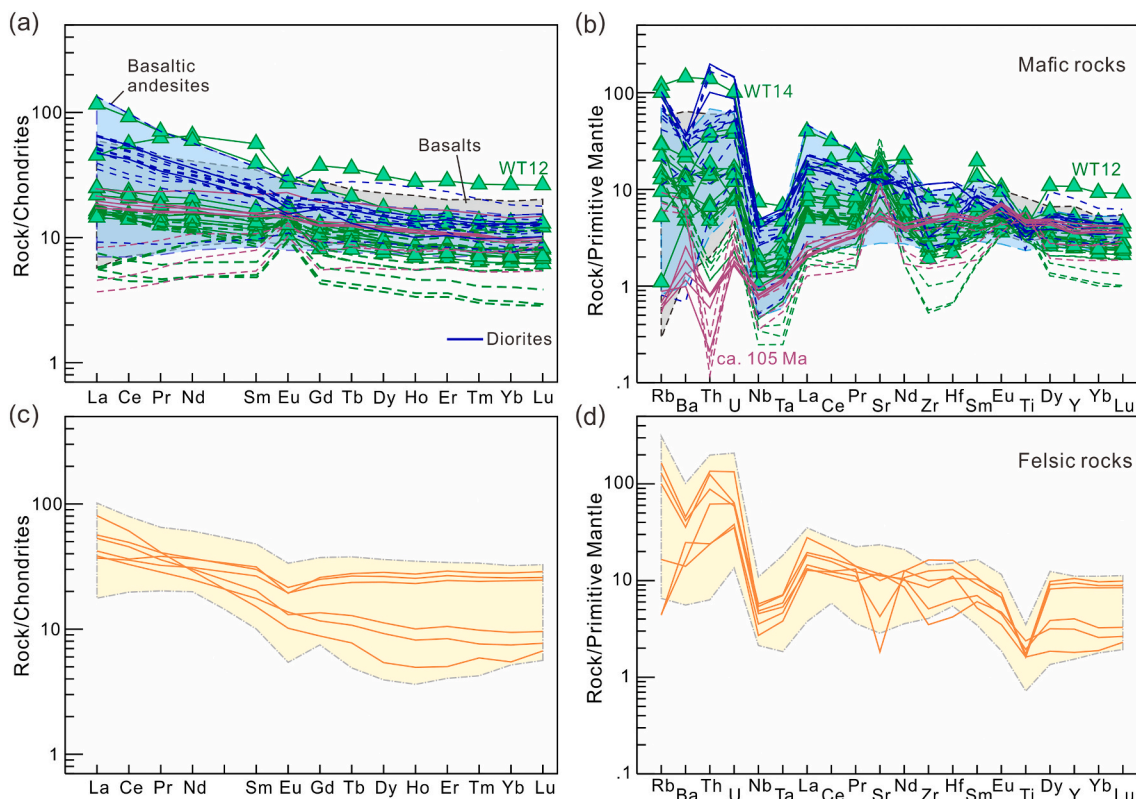 (a)
Rock/Chondrites
100
10
1
Basaltic
andesites
Basalts
WT12
Diorites
La Ce Pr Nd Sm Eu Gd Tb Dy Ho Er Tm Yb Lu
(b)
Rock/Primitive Mantle
100
10
1
.1
Mafic rocks
WT14
WT12
ca. 105 Ma
Rb Ba Th U Nb Ta La Ce Pr Sr Nd Zr Hf Sm Eu Ti Dy Y Yb Lu
(c)
Rock/Chondrites
100
10
1
La Ce Pr Nd Sm Eu Gd Tb Dy Ho Er Tm Yb Lu
(d)
Rock/Primitive Mantle
100
10
1
.1
Felsic rocks
Rb Ba Th U Nb Ta La Ce Pr Sr Nd Zr Hf Sm Eu Ti Dy Y Yb Lu